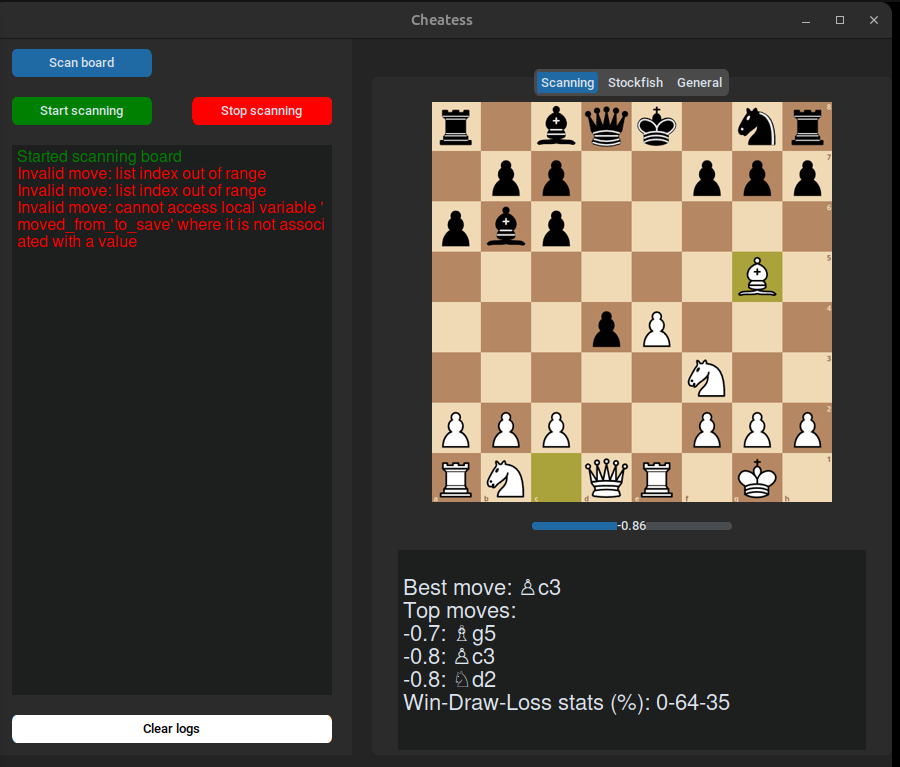 Cheatess
Scan board
Start scanning
Stop scanning
Started scanning board
Invalid move: list index out of range
Invalid move: list index out of range
Invalid move: cannot access local variable '
moved_from_to_save' where it is not associ
ated with a value
Clear logs
Scanning
Stockfish
General
8
7
6
5
4
3
2
1
a
b
c
d
e
f
g
h
-0.86
Best move: ♙c3
Top moves:
-0.7: ♗g5
-0.8: ♙c3
-0.8: ♘d2
Win-Draw-Loss stats (%): 0-64-35